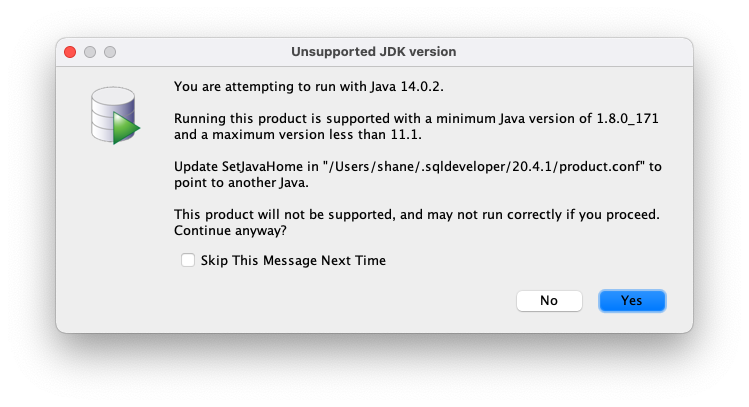 Unsupported JDK version
You are attempting to run with Java 14.0.2.
Running this product is supported with a minimum Java version of 1.8.0_171
and a maximum version less than 11.1.
Update SetJavaHome in "/Users/shane/.sqldeveloper/20.4.1/product.conf" to
point to another Java.
This product will not be supported, and may not run correctly if you proceed.
Continue anyway?
Skip This Message Next Time
No
Yes